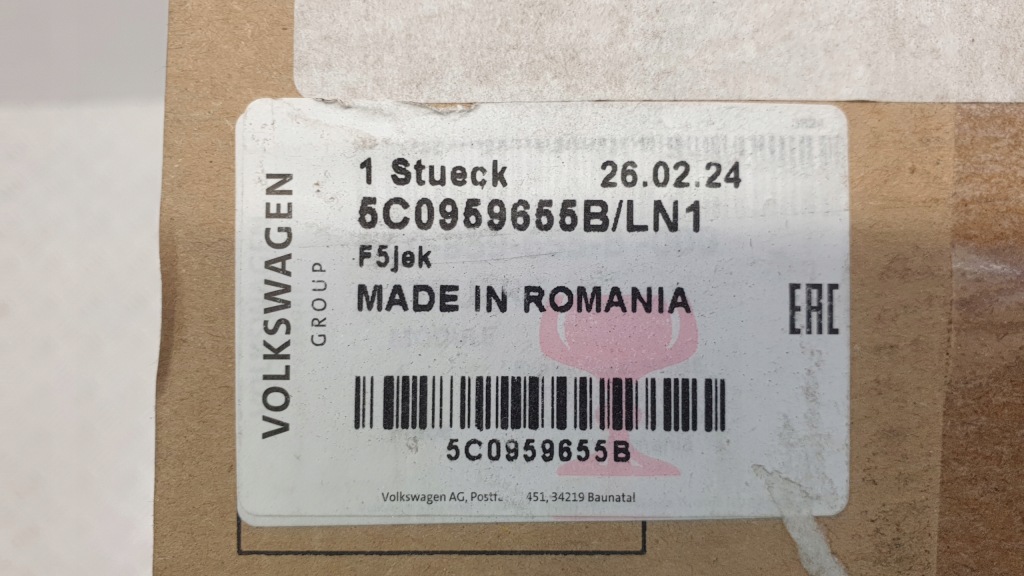 VOLKSWAGEN
GROUP
1 Stueck 26.02.24
5C0959655B/LN1
F5jek
MADE IN ROMANIA
EAC
5C0959655B
Volkswagen AG, 451, 34219 Baunatal